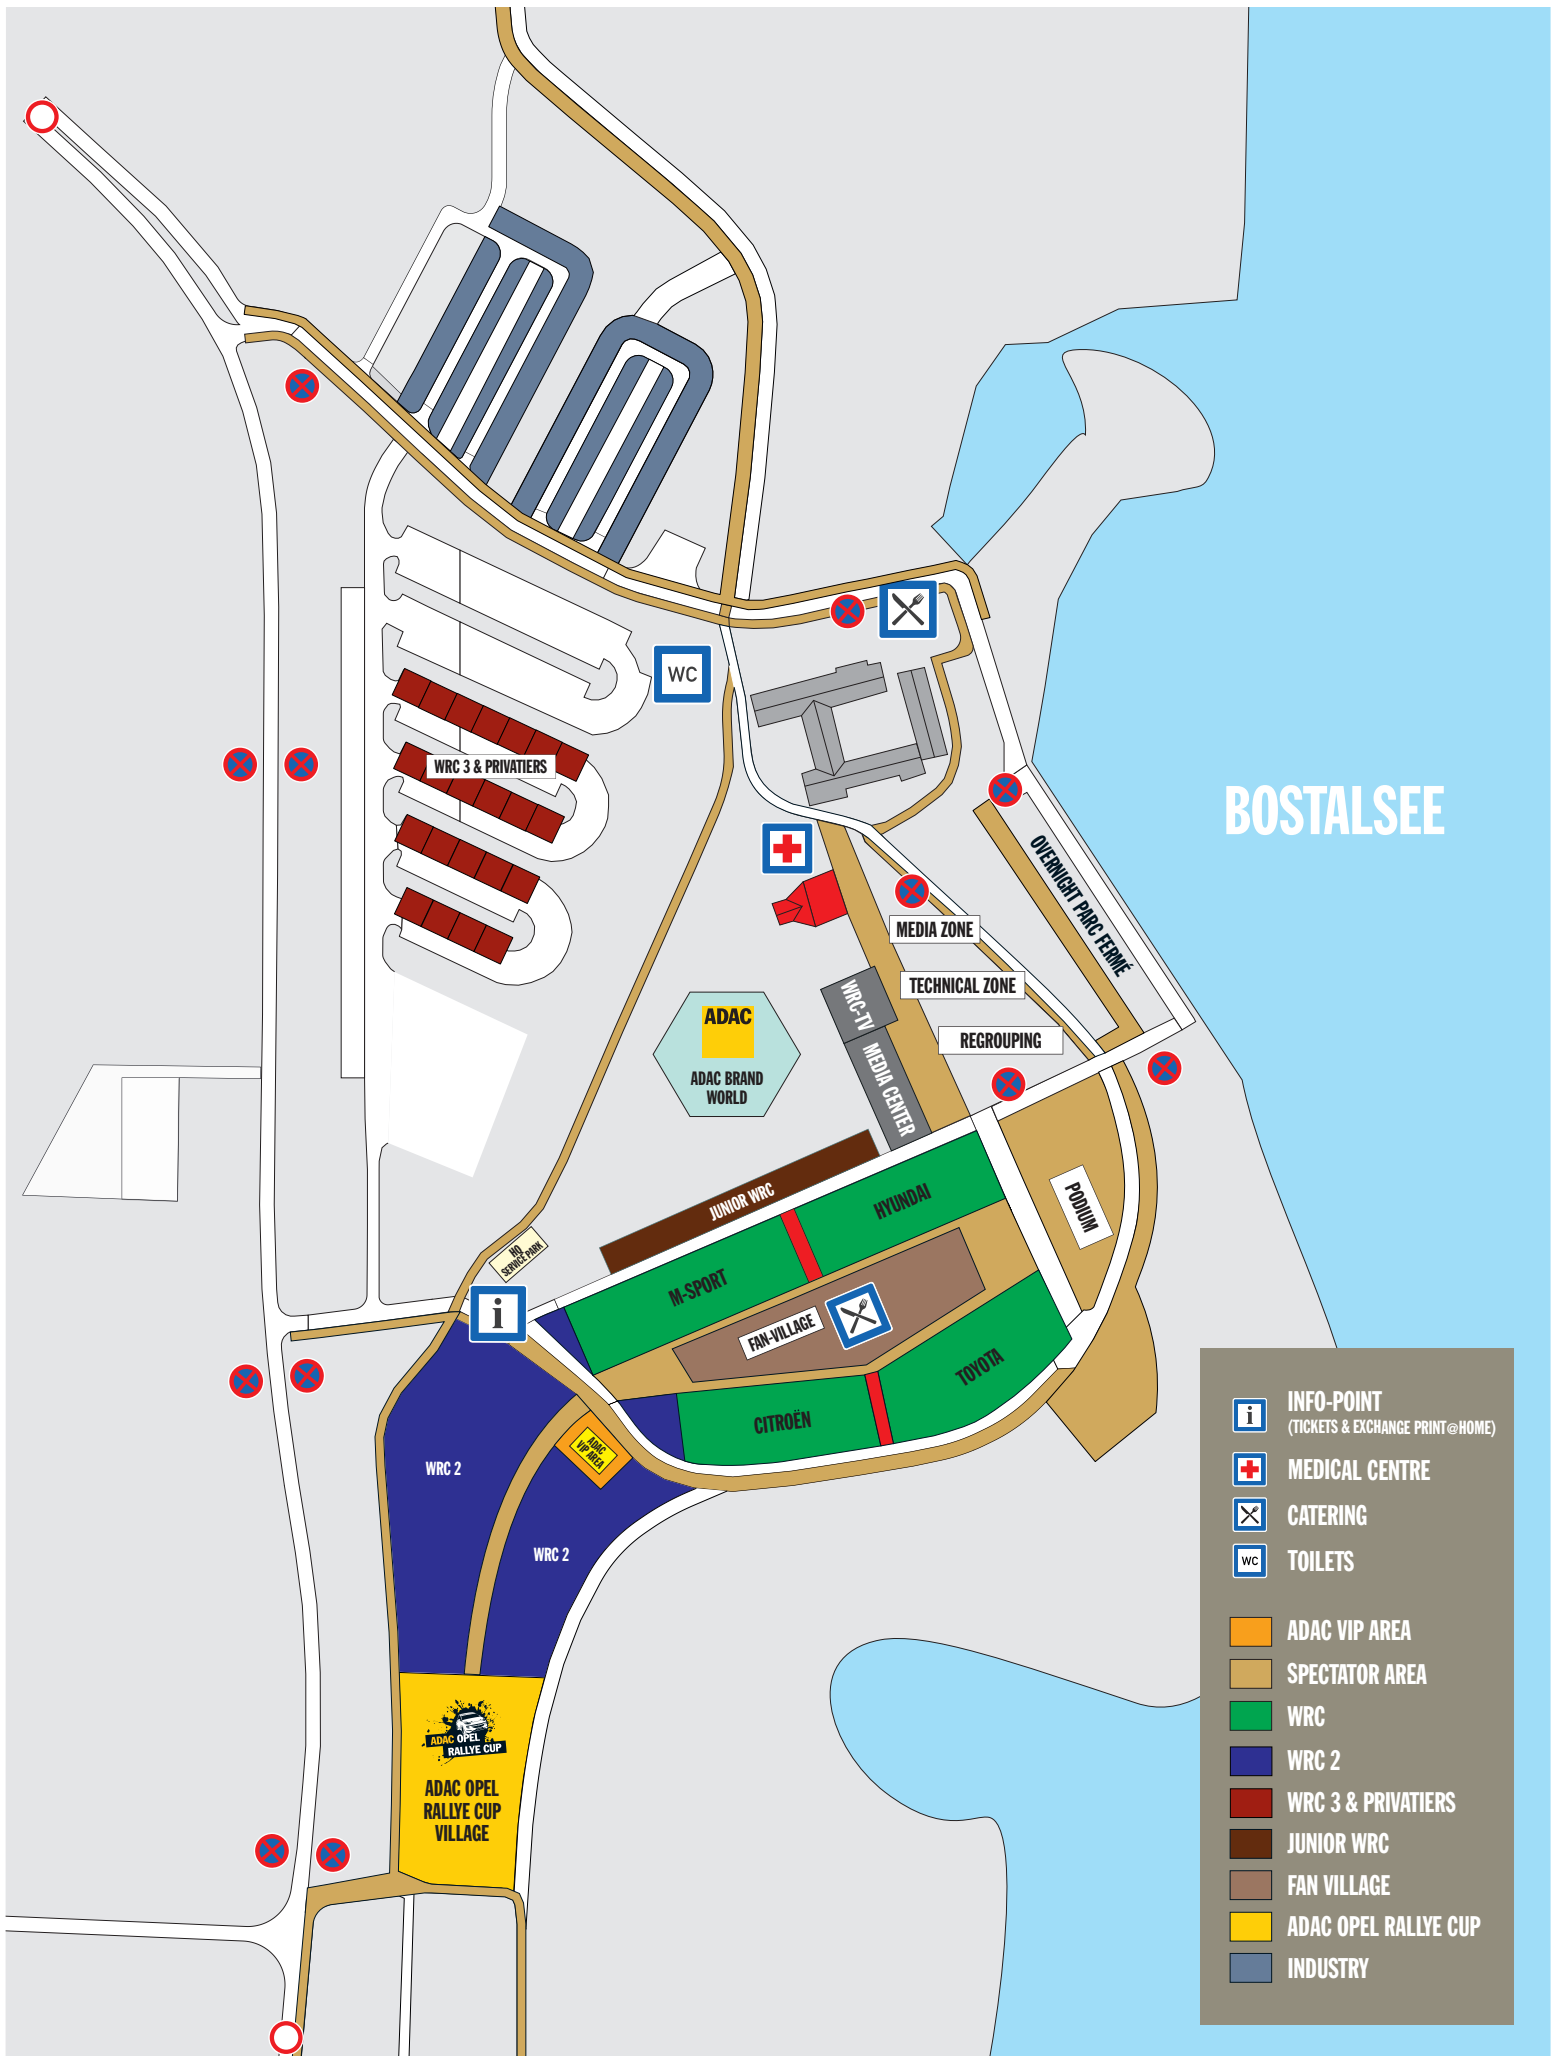 WC
WRC 3 & PRIVATIERS
BOSTALSEE
OVERNIGHT PARC FERMÉ
MEDIA ZONE
TECHNICAL ZONE
REGROUPING
WRC-TV
MEDIA CENTER
ADAC
ADAC BRAND
WORLD
JUNIOR WRC
HYUNDAI
M-SPORT
PODIUM
HQ
SERVICE PARK
i
FAN-VILLAGE
TOYOTA
CITROËN
ADAC
VIP AREA
WRC 2
WRC 2
ADAC OPEL
RALLYE CUP
ADAC OPEL
RALLYE CUP
VILLAGE
i INFO-POINT
(TICKETS & EXCHANGE PRINT@HOME)
MEDICAL CENTRE
CATERING
WC TOILETS
ADAC VIP AREA
SPECTATOR AREA
WRC
WRC 2
WRC 3 & PRIVATIERS
JUNIOR WRC
FAN VILLAGE
ADAC OPEL RALLYE CUP
INDUSTRY